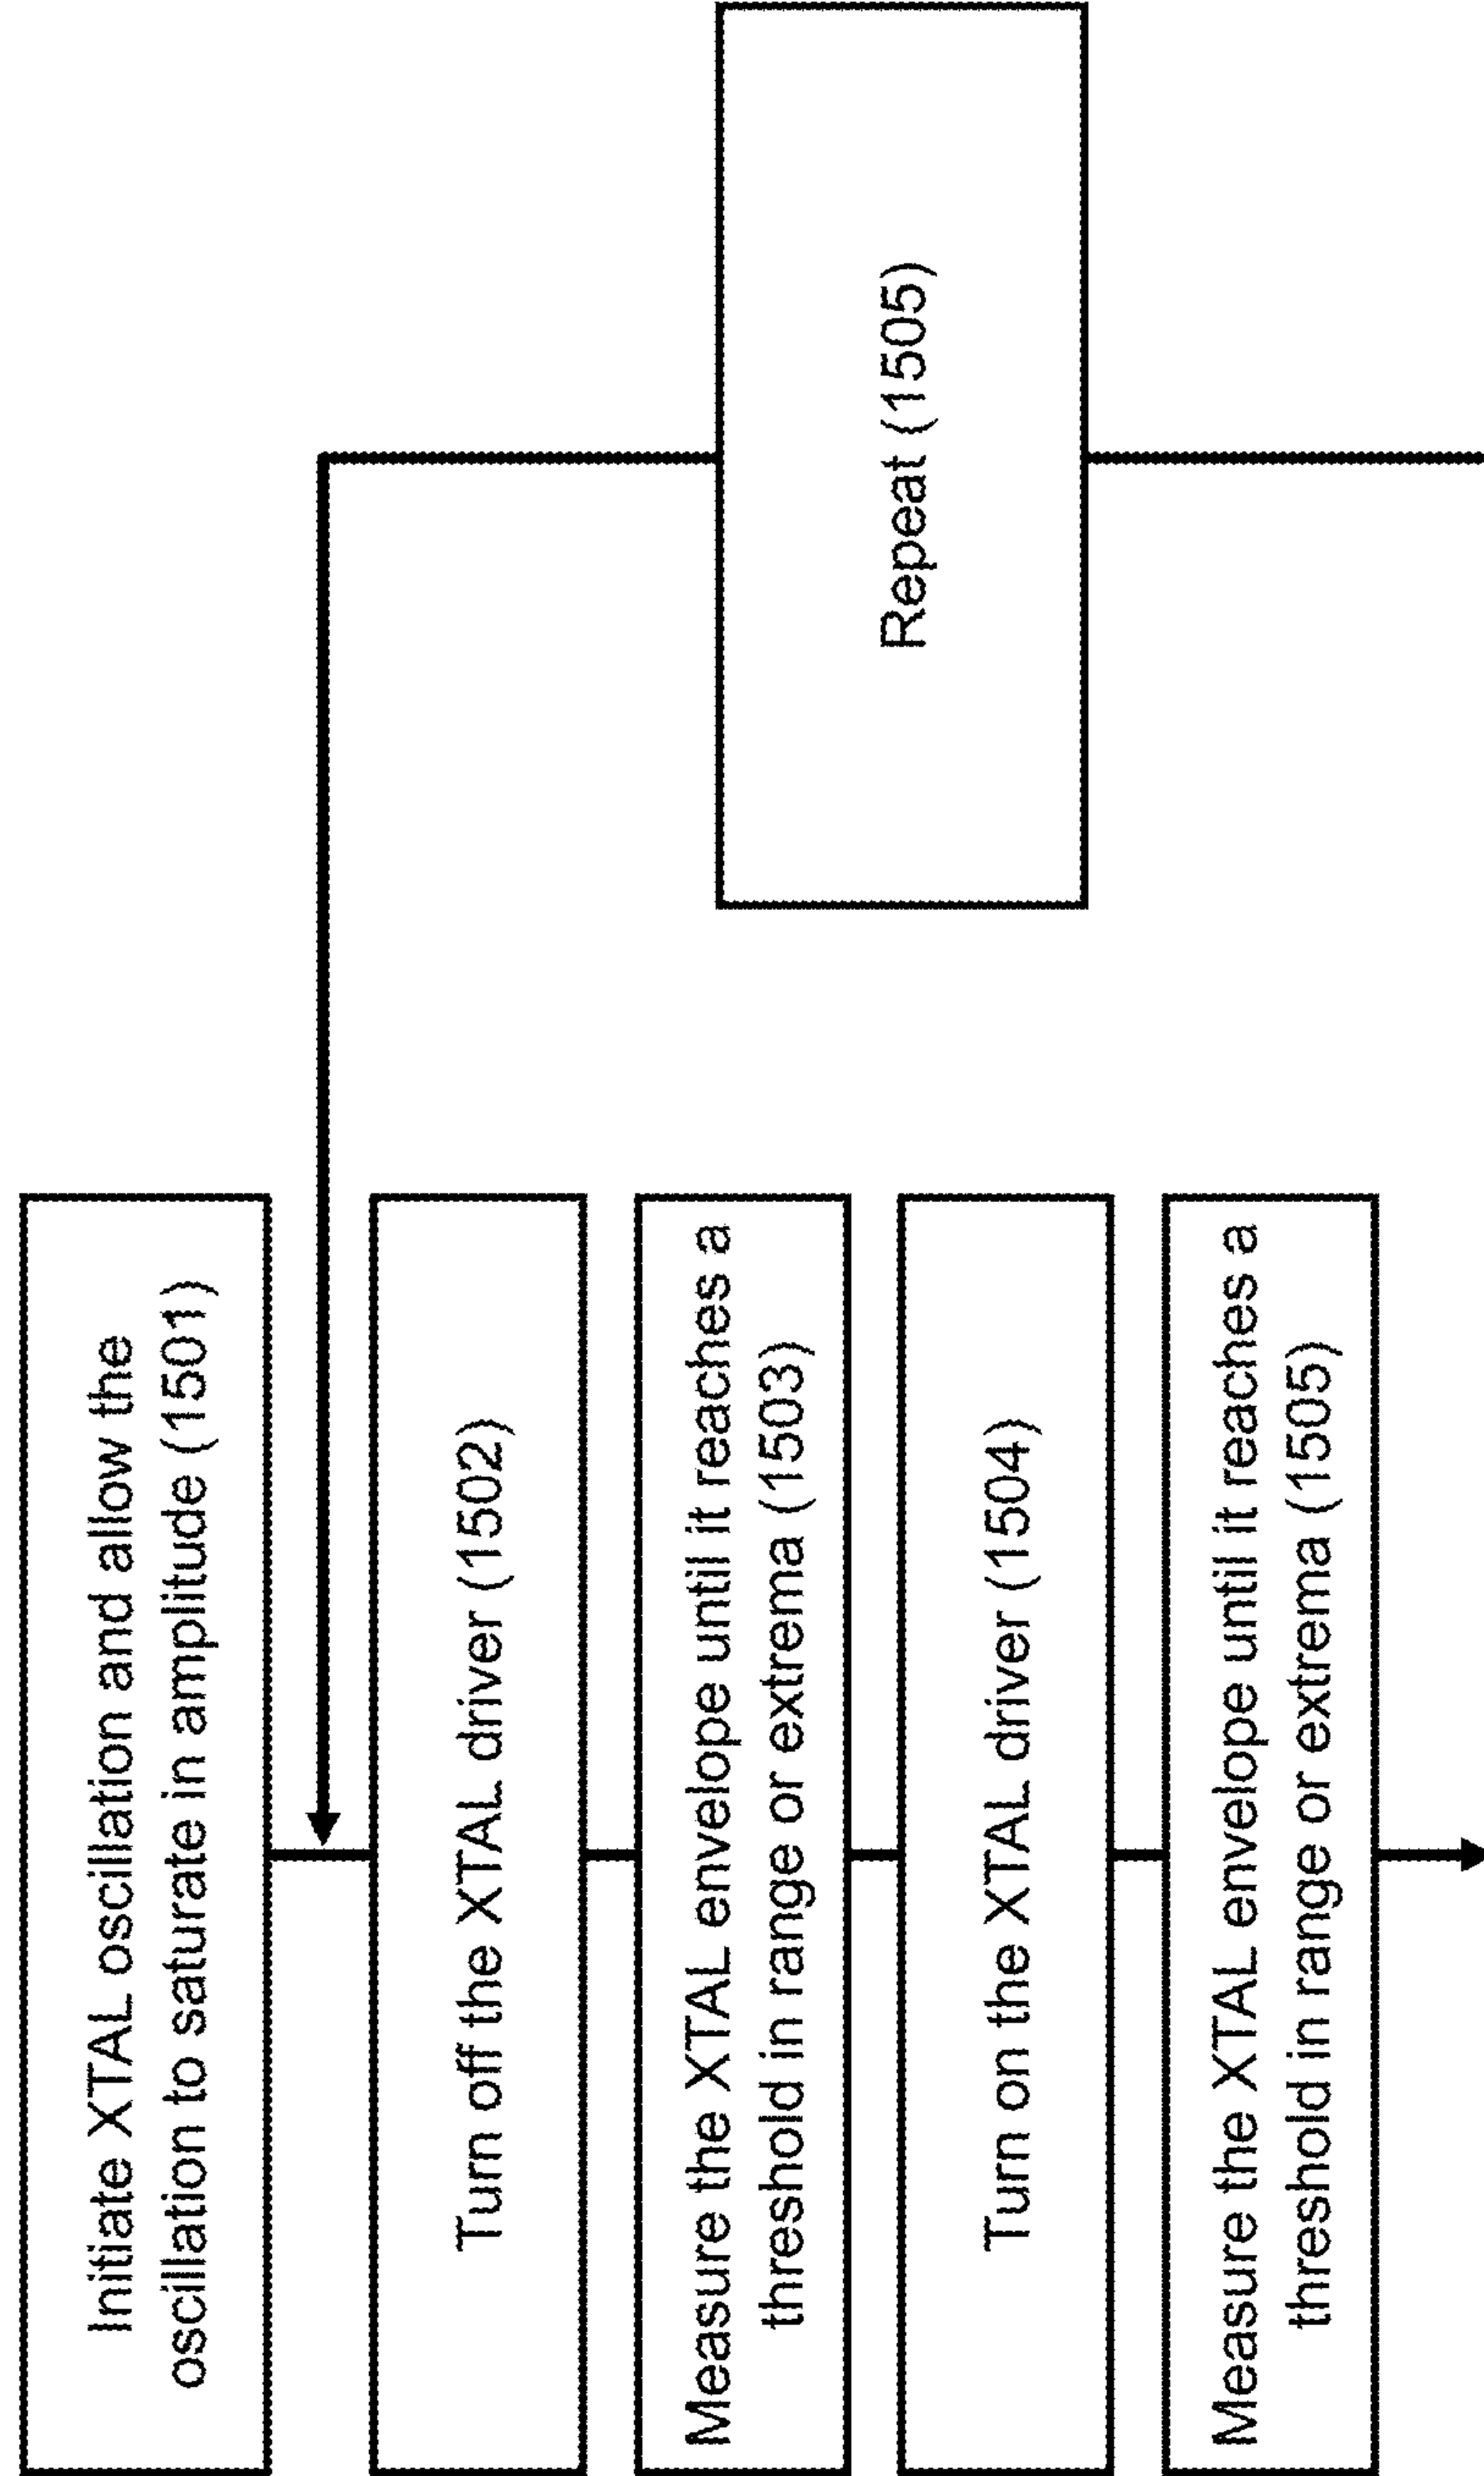 Initiate XTAL oscillation and allow the
oscillation to saturate in amplitude (1501)
Turn off the XTAL driver (1502)
Measure the XTAL envelope until it reaches a
threshold in range or extrema (1503)
Turn on the XTAL driver (1504)
Measure the XTAL envelope until it reaches a
threshold in range or extrema (1505)
Repeat (1505)